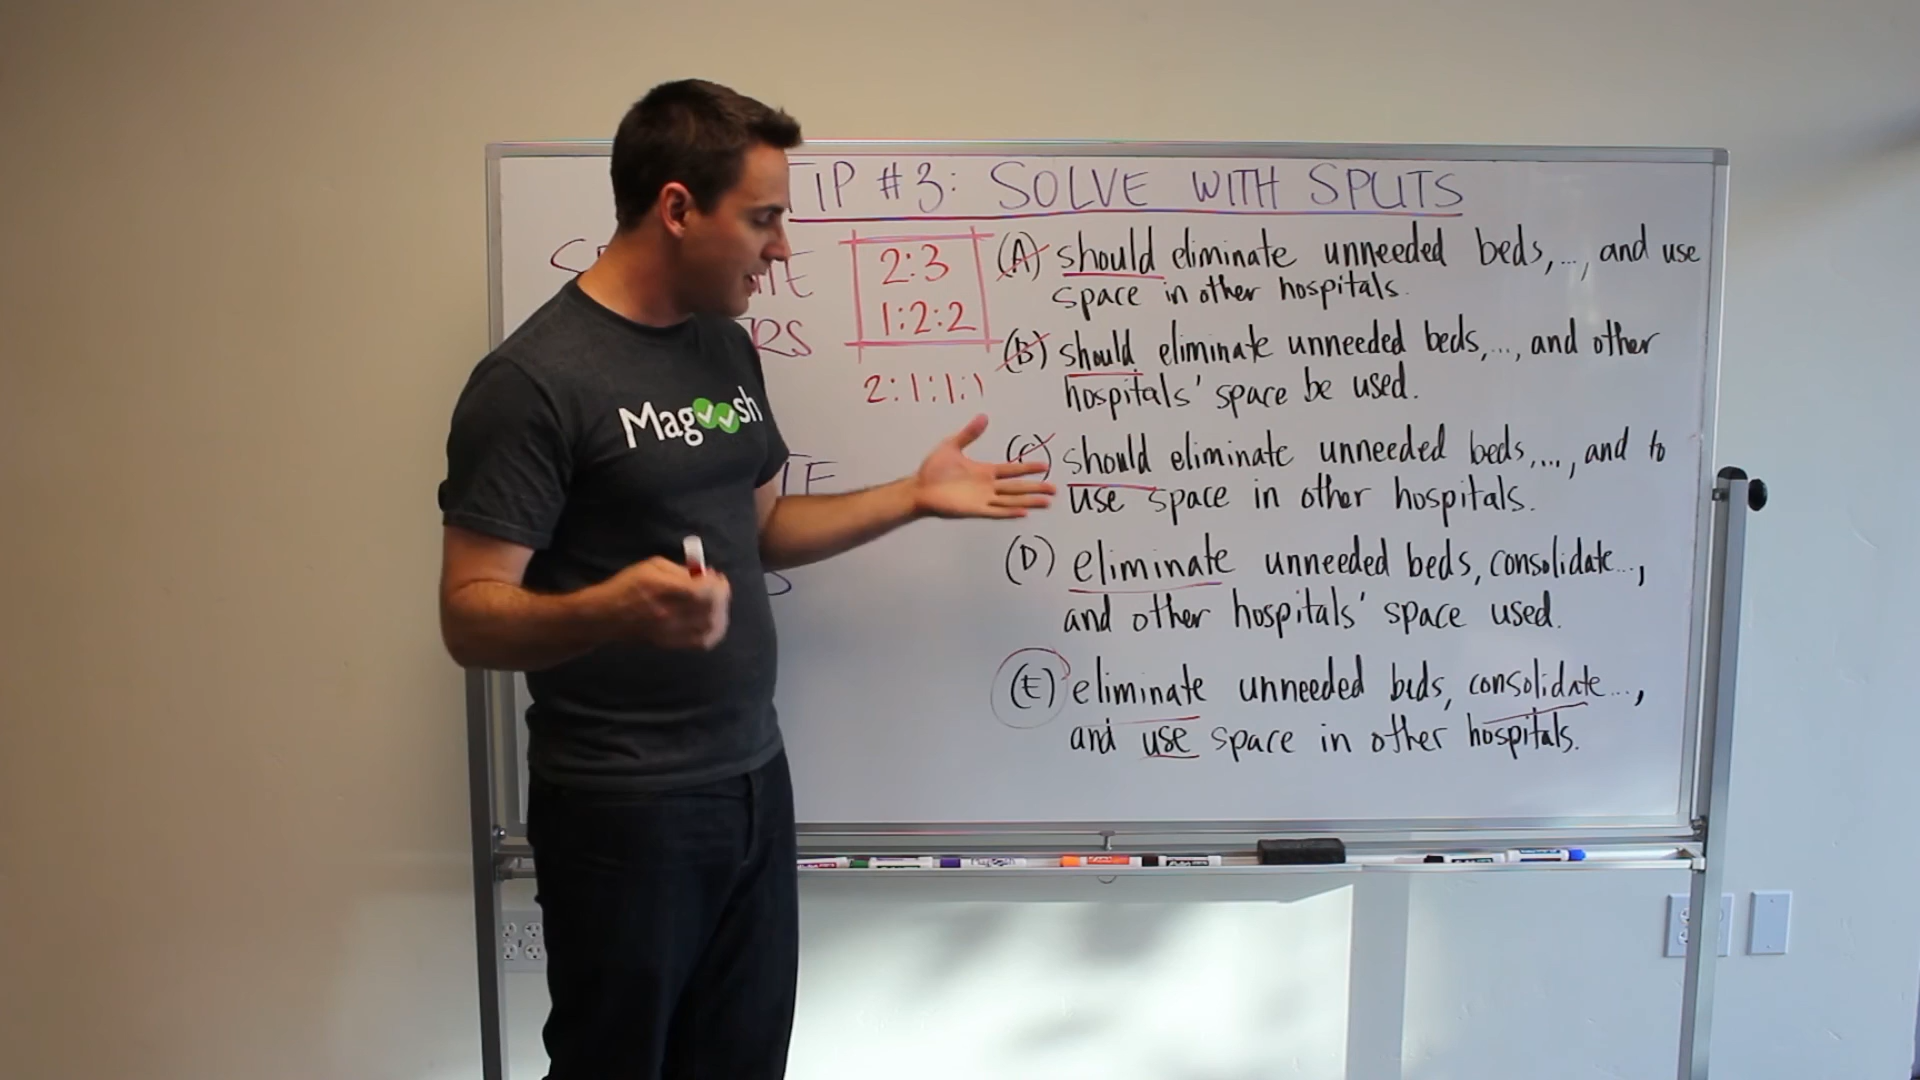 TIP #3: SOLVE WITH SPLITS
2:3
1:2:2
2:1:1:1
(A) should eliminate unneeded beds,..., and use
space in other hospitals.
(B) should eliminate unneeded beds,..., and other
hospitals' space be used.
(C) should eliminate unneeded beds,..., and to
use space in other hospitals.
(D) eliminate unneeded beds, consolidate...,
and other hospitals' space used.
(E) eliminate unneeded beds, consolidate...,
and use space in other hospitals.
Magoosh